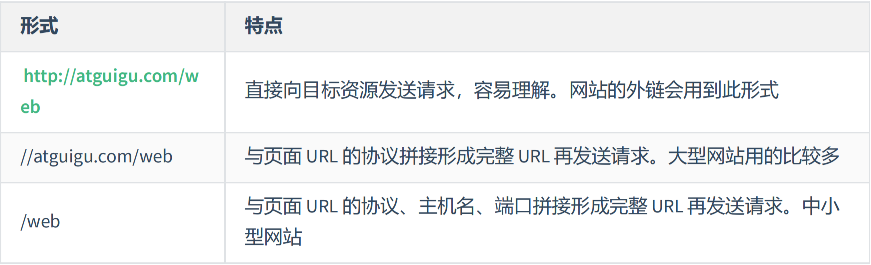 形式 特点
http://atguigu.com/w
eb
直接向目标资源发送请求，容易理解。网站的外链会用到此形式
//atguigu.com/web 与页面 URL 的协议拼接形成完整 URL 再发送请求。大型网站用的比较多
/web
与页面 URL 的协议、主机名、端口拼接形成完整 URL 再发送请求。中小
型网站